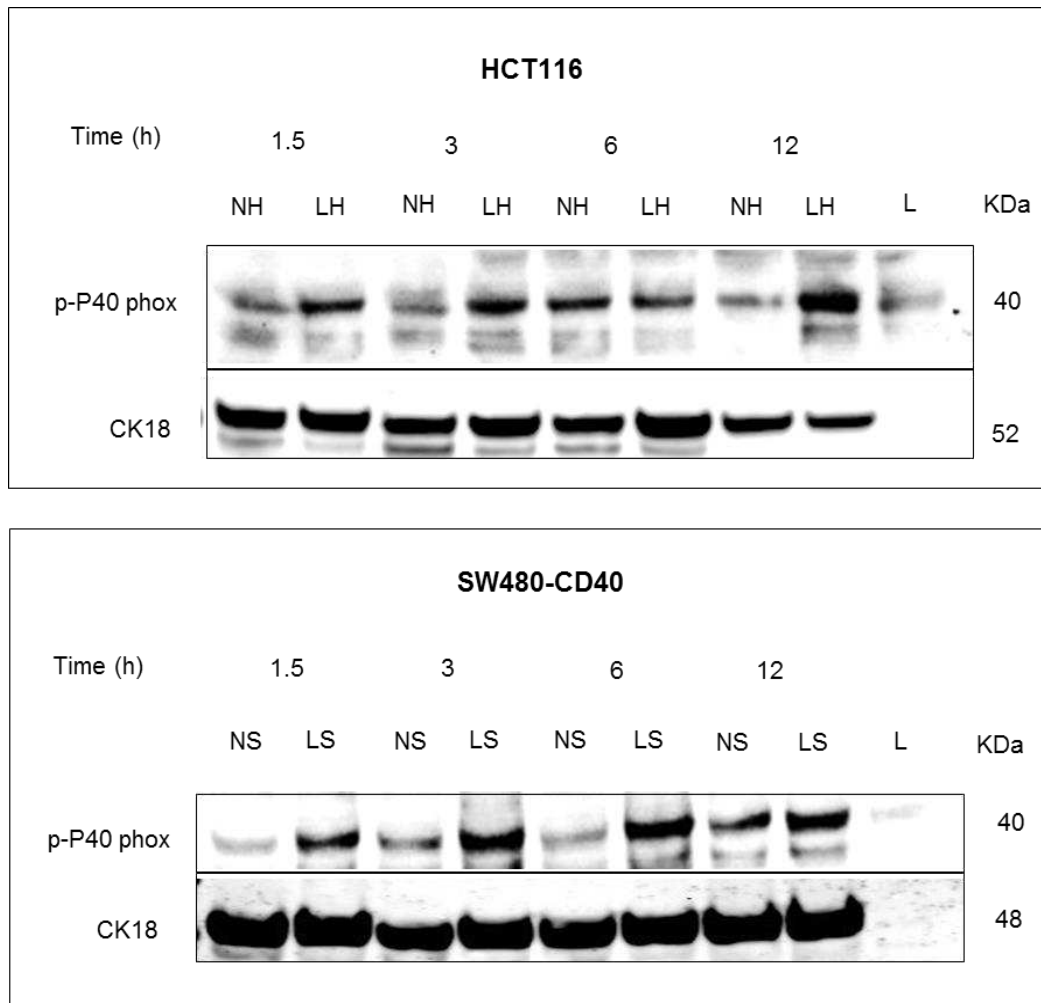 HCT116
Time (h) 1.5 3 6 12
NH LH NH LH NH LH NH LH L KDa
p-P40 phox 40
CK18 52
SW480-CD40
Time (h) 1.5 3 6 12
NS LS NS LS NS LS NS LS L KDa
p-P40 phox 40
CK18 48